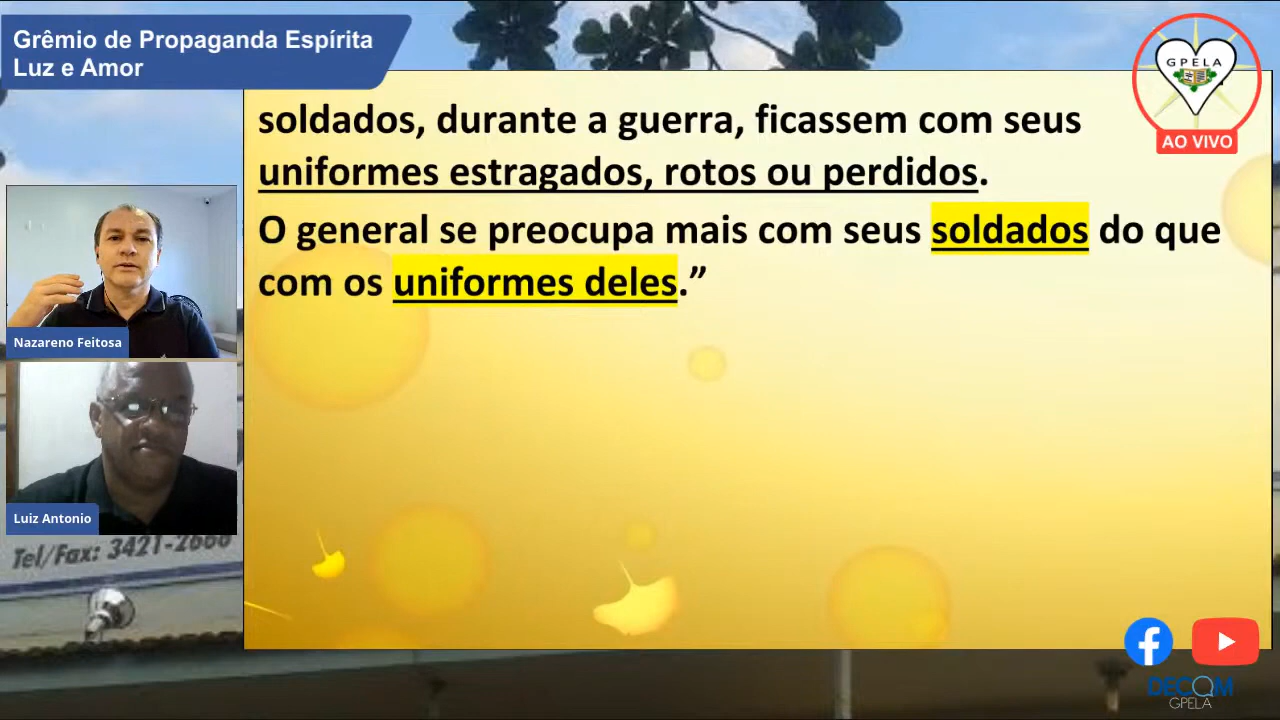 Grêmio de Propaganda Espírita
Luz e Amor
GPELA
AO VIVO
soldados, durante a guerra, ficassem com seus
uniformes estragados, rotos ou perdidos.
O general se preocupa mais com seus soldados do que
com os uniformes deles.”
Nazareno Feitosa
Luiz Antonio
Tel/Fax: 3421-2668
DECOM
GPELA